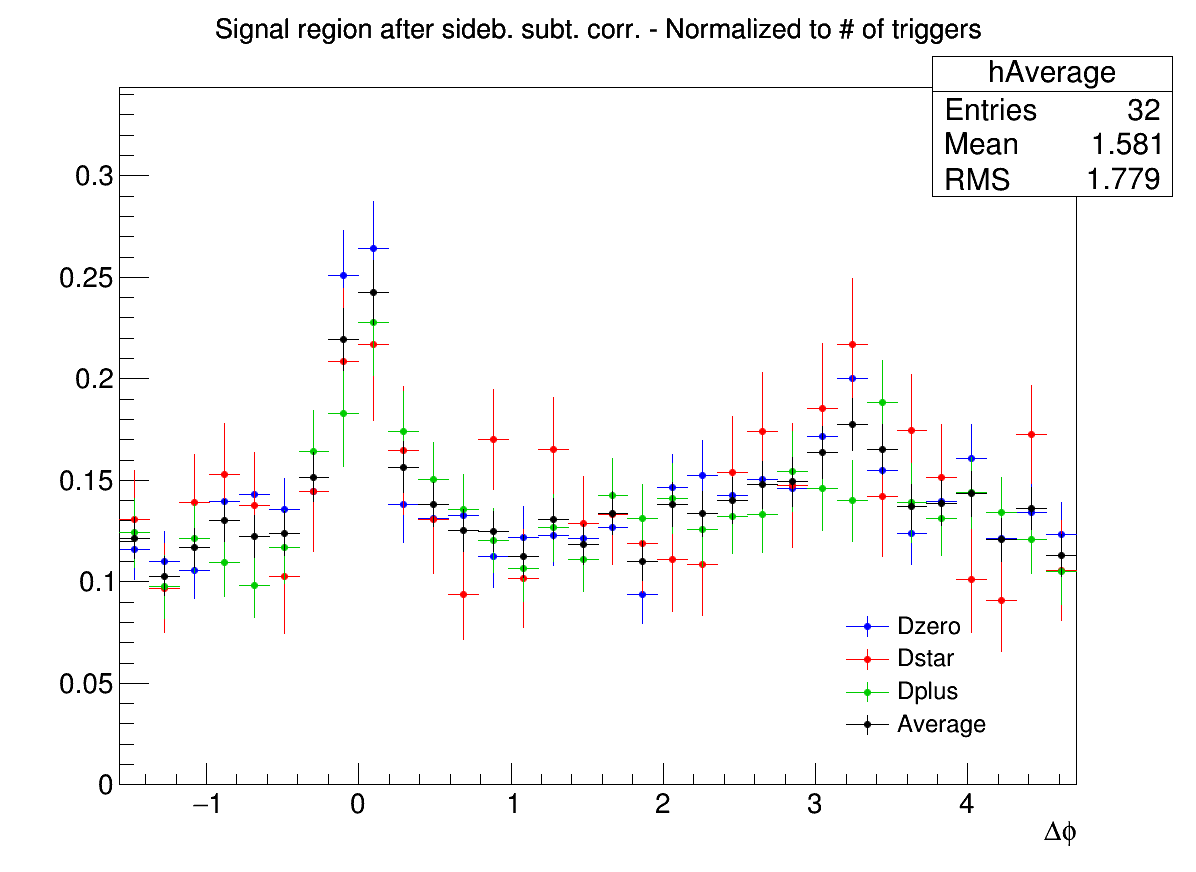 Signal region after sideb. subt. corr. - Normalized to # of triggers
hAverage
Entries 32
Mean 1.581
RMS 1.779
0.3
0.25
0.2
0.15
0.1
0.05
0
Dzero
Dstar
Dplus
Average
−1 0 1 2 3 4
Δϕ